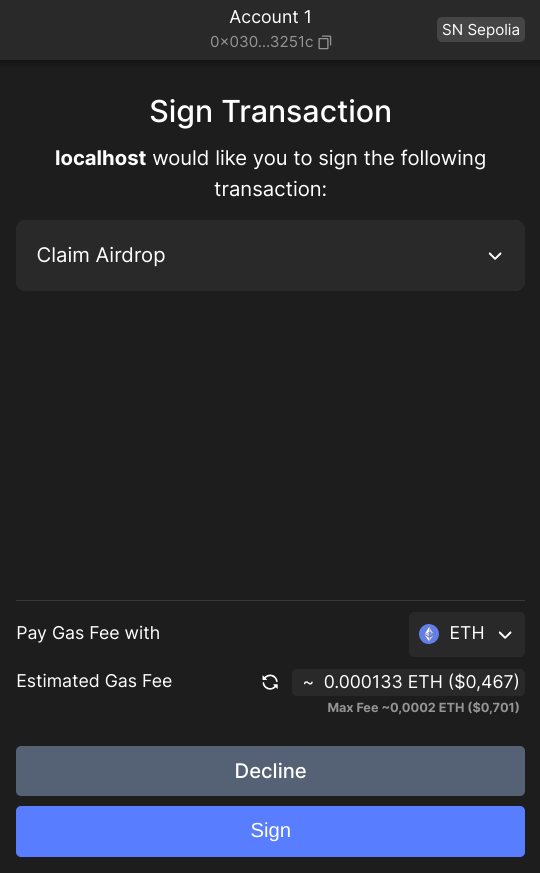 Account 1
0x030...3251c
SN Sepolia
Sign Transaction
localhost would like you to sign the following
transaction:
Claim Airdrop
Pay Gas Fee with
ETH
Estimated Gas Fee
~ 0.000133 ETH ($0,467)
Max Fee ~0,0002 ETH ($0,701)
Decline
Sign